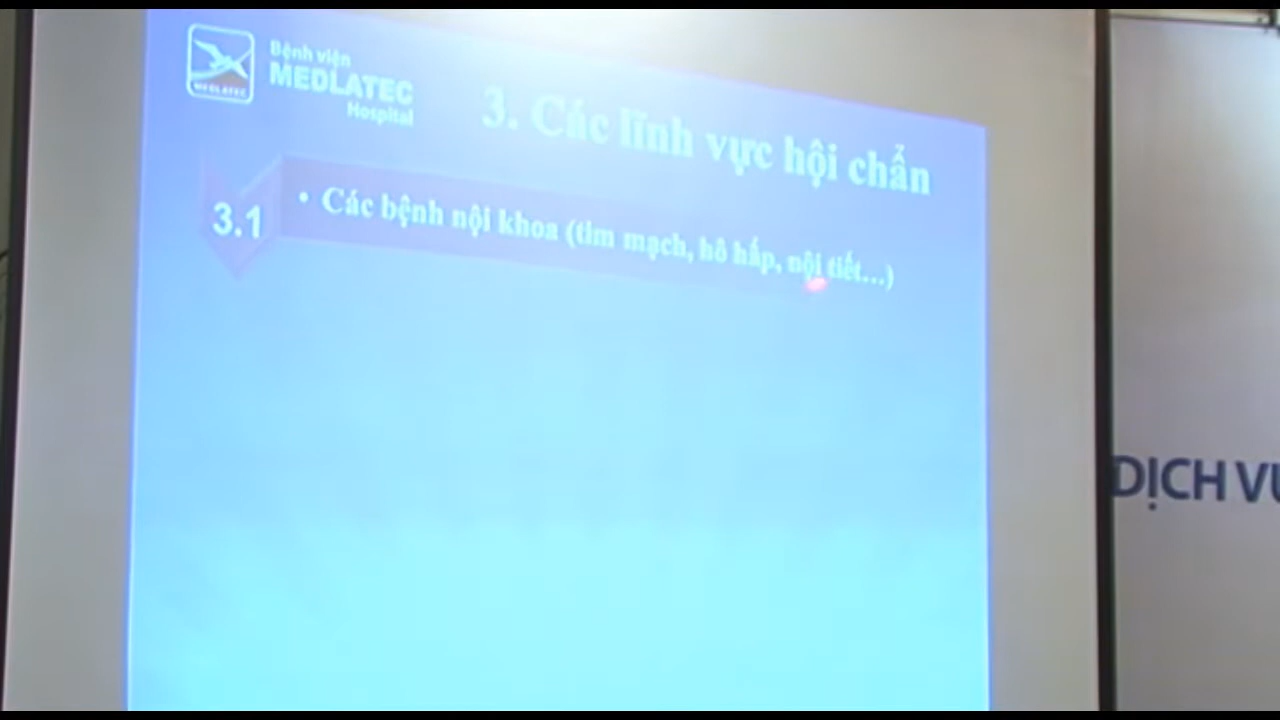 Bệnh viện
MEDLATEC
Hospital
MEDLATEC
3. Các lĩnh vực hội chẩn
3.1
• Các bệnh nội khoa (tim mạch, hô hấp, nội tiết...)
DỊCH VỤ